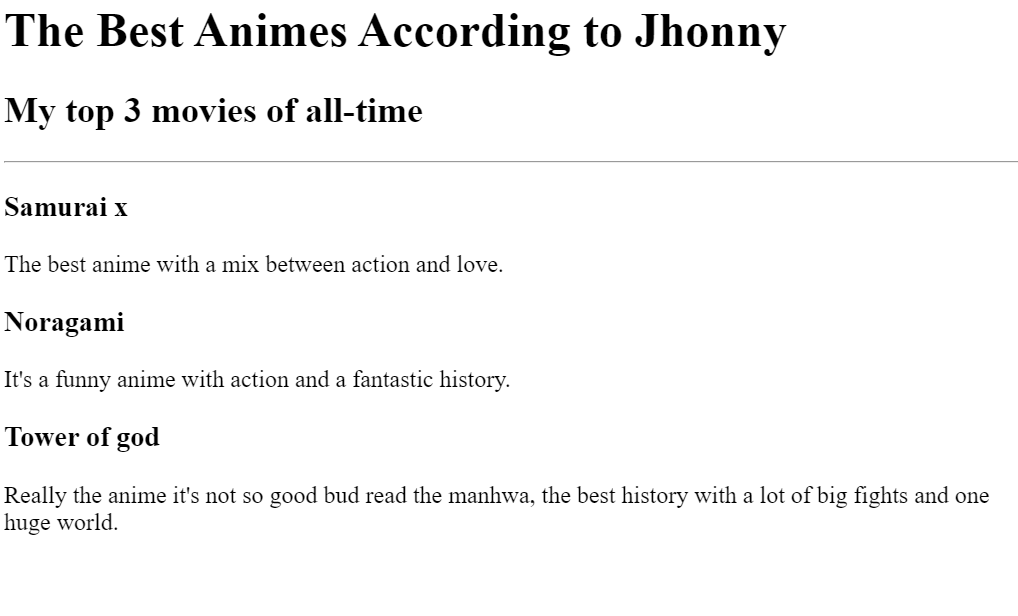 The Best Animes According to Jhonny
My top 3 movies of all-time
Samurai x
The best anime with a mix between action and love.
Noragami
It's a funny anime with action and a fantastic history.
Tower of god
Really the anime it's not so good bud read the manhwa, the best history with a lot of big fights and one
huge world.